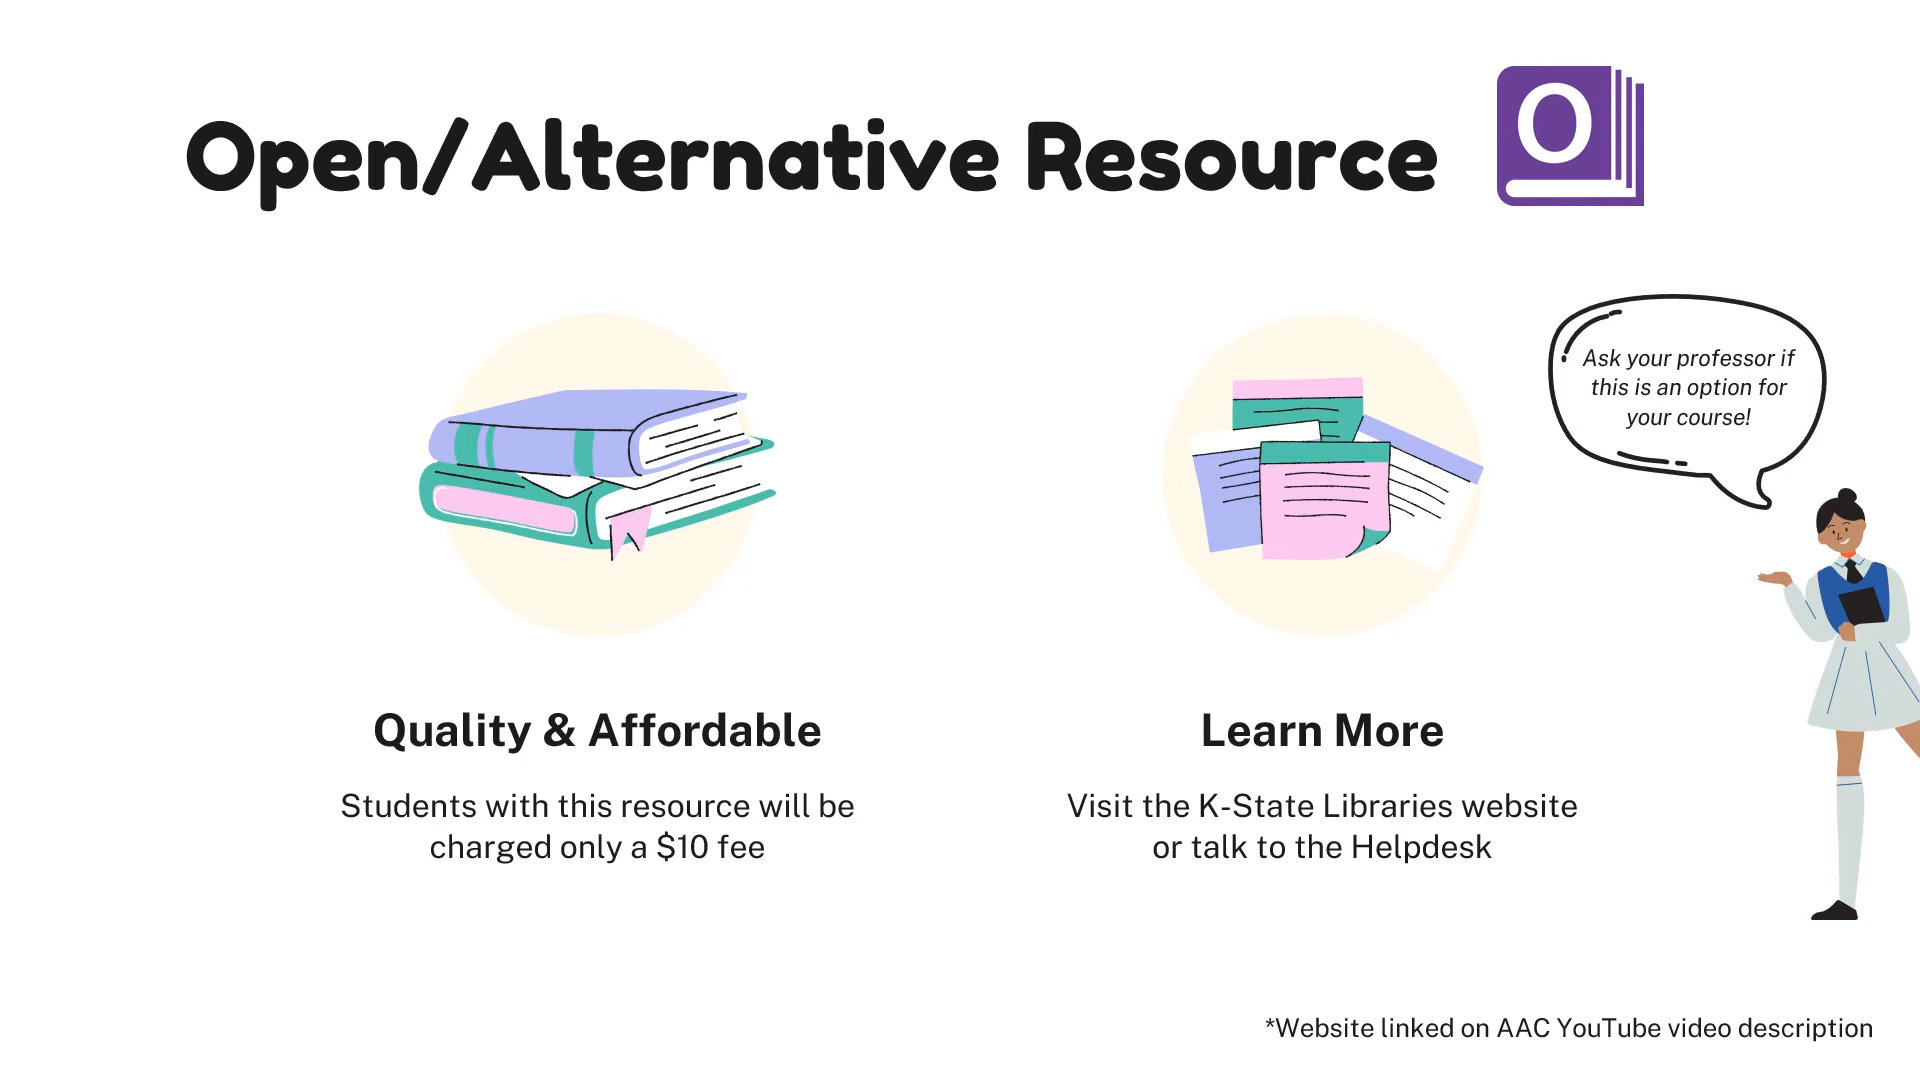 Open/Alternative Resource
O
Ask your professor if
this is an option for
your course!
Quality & Affordable
Students with this resource will be
charged only a $10 fee
Learn More
Visit the K-State Libraries website
or talk to the Helpdesk
*Website linked on AAC YouTube video description